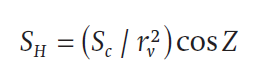 S_H = (S_c / r_v^2) cos Z